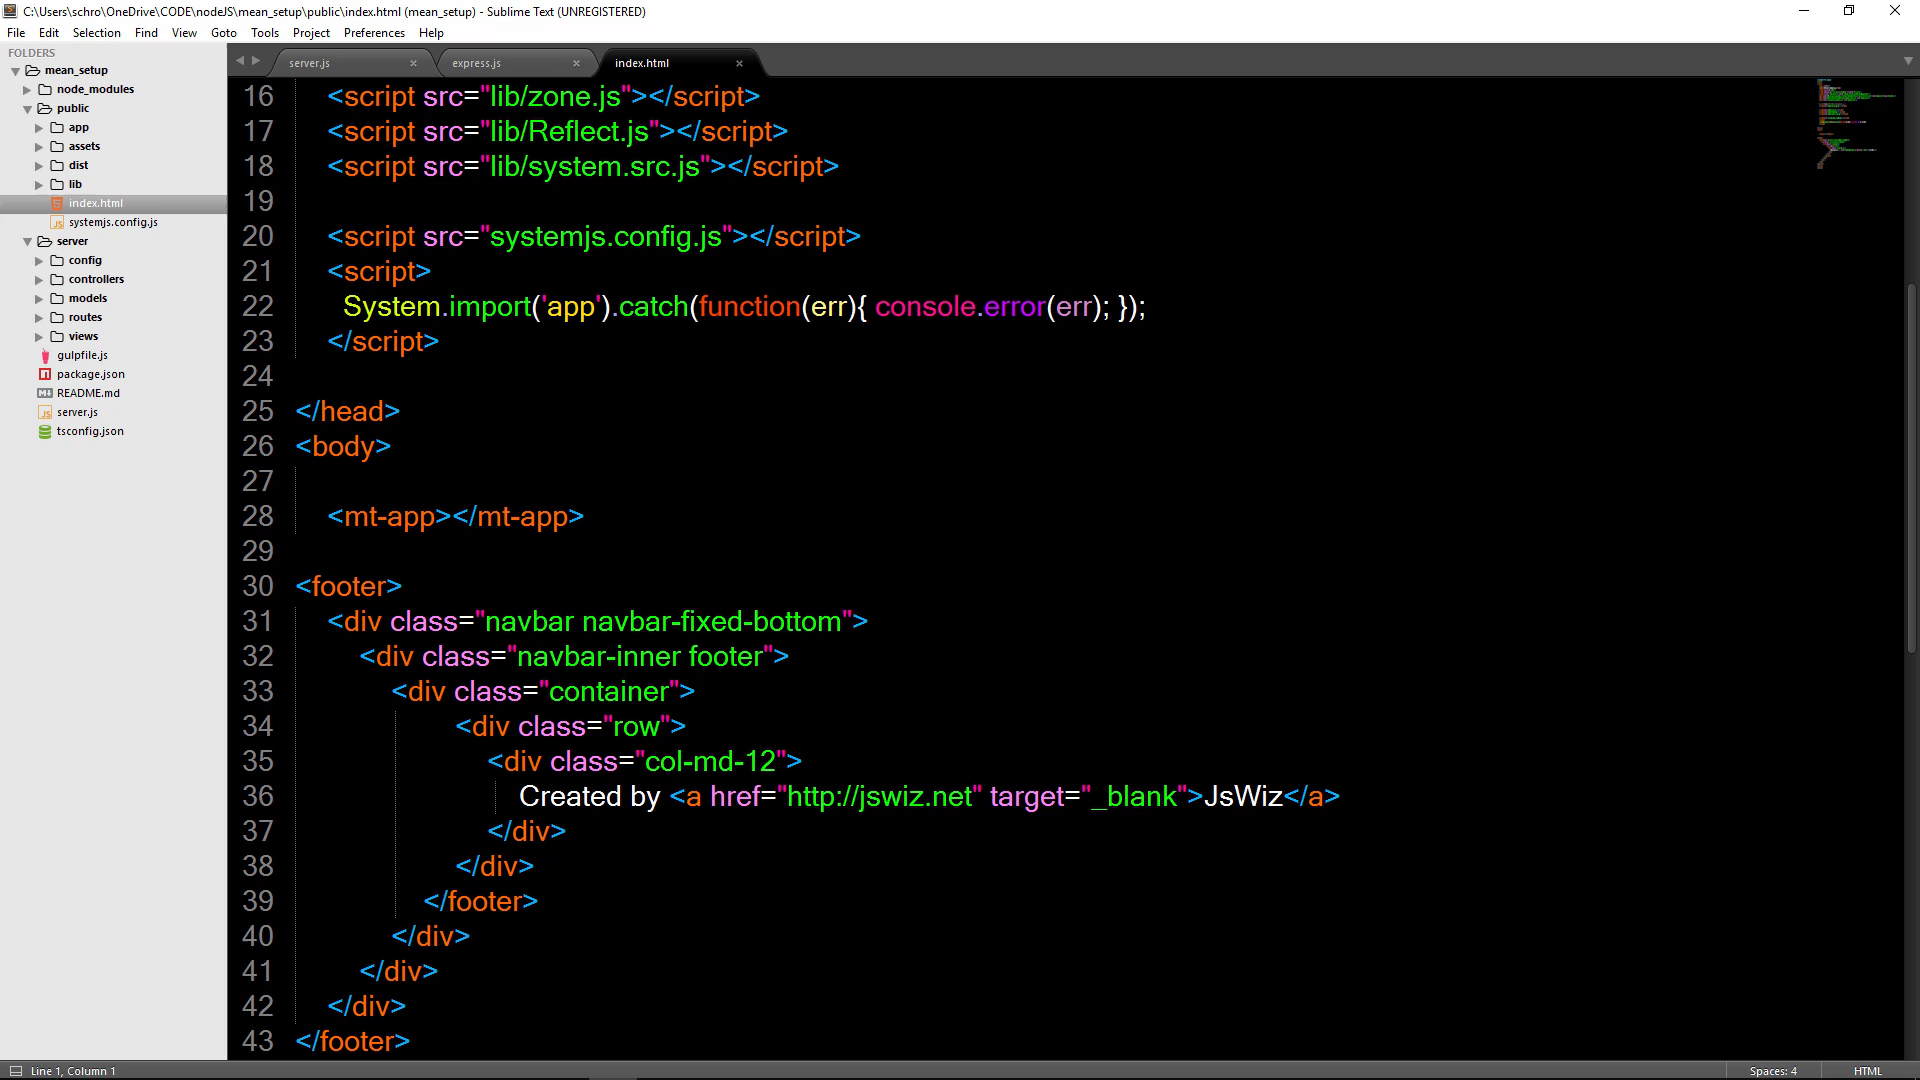 C:\Users\schro\OneDrive\CODE\nodeJS\mean_setup\public\index.html (mean_setup) - Sublime Text (UNREGISTERED)
File Edit Selection Find View Goto Tools Project Preferences Help
FOLDERS
mean_setup
node_modules
public
app
assets
dist
lib
index.html
systemjs.config.js
server
config
controllers
models
routes
views
gulpfile.js
package.json
README.md
server.js
tsconfig.json
server.js express.js index.html
16 <script src="lib/zone.js"></script>
17 <script src="lib/Reflect.js"></script>
18 <script src="lib/system.src.js"></script>
19
20 <script src="systemjs.config.js"></script>
21 <script>
22 System.import('app').catch(function(err){ console.error(err); });
23 </script>
24
25 </head>
26 <body>
27
28 <mt-app></mt-app>
29
30 <footer>
31 <div class="navbar navbar-fixed-bottom">
32 <div class="navbar-inner footer">
33 <div class="container">
34 <div class="row">
35 <div class="col-md-12">
36 Created by <a href="http://jswiz.net" target="_blank">JsWiz</a>
37 </div>
38 </div>
39 </footer>
40 </div>
41 </div>
42 </div>
43 </footer>
Line 1, Column 1 Spaces: 4 HTML